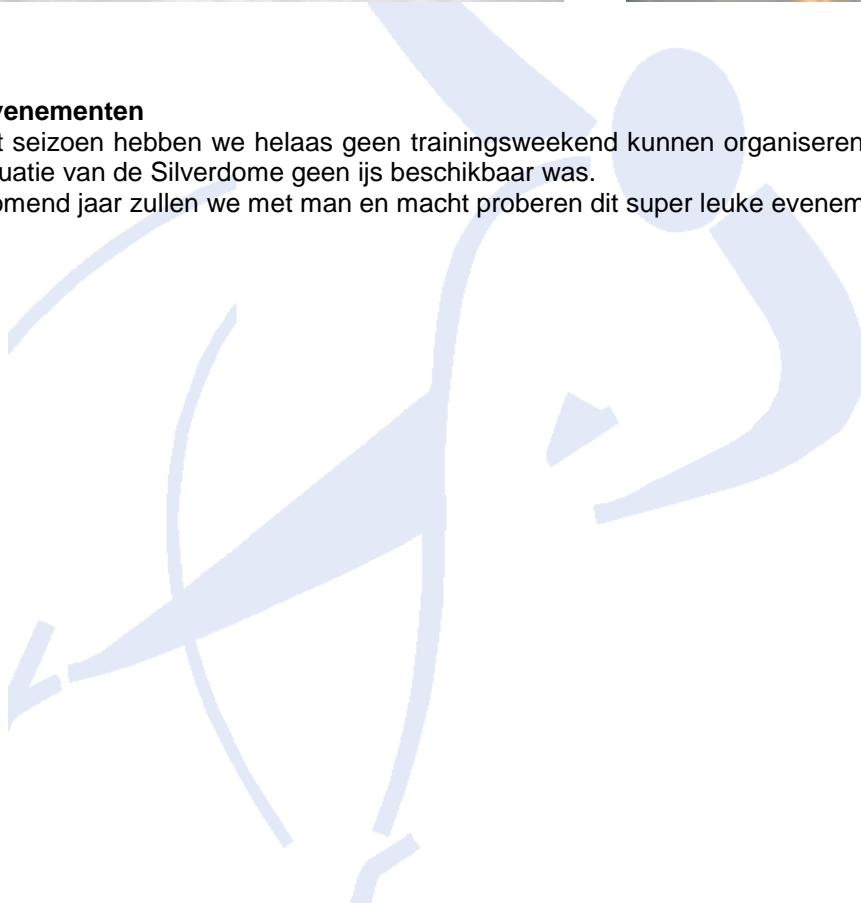 venementen
t seizoen hebben we helaas geen trainingsweekend kunnen organiseren
uatie van de Silverdome geen ijs beschikbaar was.
omend jaar zullen we met man en macht proberen dit super leuke evenem